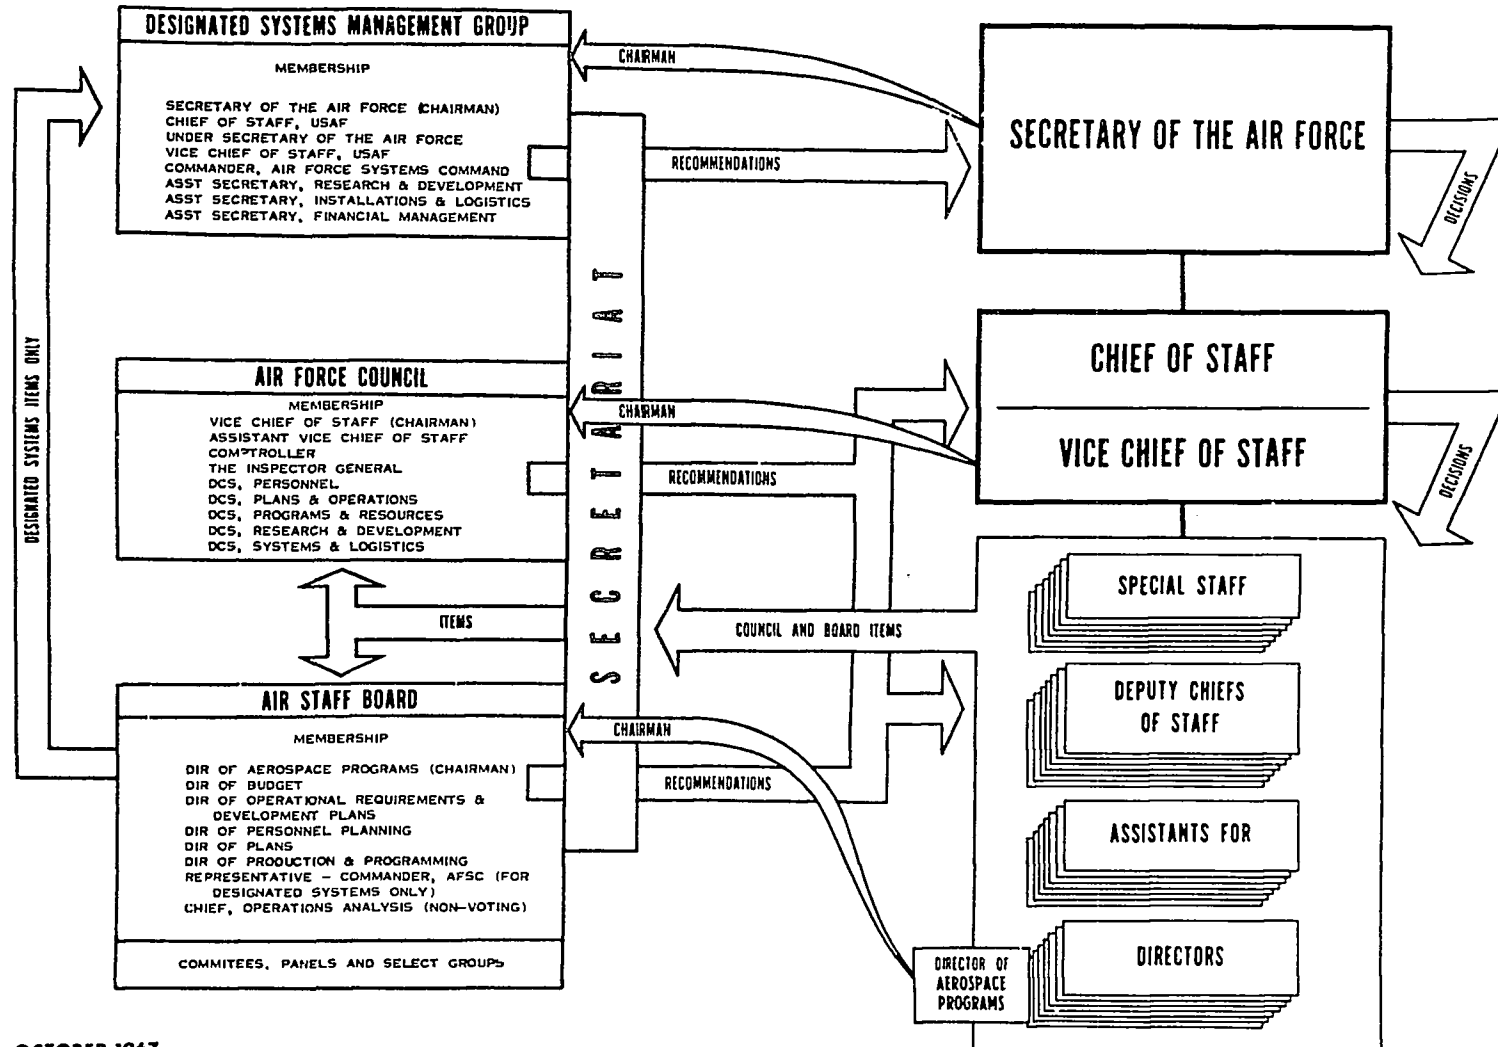 DESIGNATED SYSTEMS MANAGEMENT GROUP
MEMBERSHIP
SECRETARY OF THE AIR FORCE (CHAIRMAN)
CHIEF OF STAFF, USAF
UNDER SECRETARY OF THE AIR FORCE
VICE CHIEF OF STAFF, USAF
COMMANDER, AIR FORCE SYSTEMS COMMAND
ASST SECRETARY, RESEARCH & DEVELOPMENT
ASST SECRETARY, INSTALLATIONS & LOGISTICS
ASST SECRETARY, FINANCIAL MANAGEMENT
CHAIRMAN
RECOMMENDATIONS
SECRETARY OF THE AIR FORCE
DECISIONS
DESIGNATED SYSTEMS ITEMS ONLY
SECRETARIAT
AIR FORCE COUNCIL
MEMBERSHIP
VICE CHIEF OF STAFF (CHAIRMAN)
ASSISTANT VICE CHIEF OF STAFF
COMPTROLLER
THE INSPECTOR GENERAL
DCS, PERSONNEL
DCS, PLANS & OPERATIONS
DCS, PROGRAMS & RESOURCES
DCS, RESEARCH & DEVELOPMENT
DCS, SYSTEMS & LOGISTICS
CHAIRMAN
RECOMMENDATIONS
CHIEF OF STAFF
VICE CHIEF OF STAFF
DECISIONS
ITEMS
COUNCIL AND BOARD ITEMS
SPECIAL STAFF
DEPUTY CHIEFS
OF STAFF
ASSISTANTS FOR
DIRECTORS
AIR STAFF BOARD
MEMBERSHIP
DIR OF AEROSPACE PROGRAMS (CHAIRMAN)
DIR OF BUDGET
DIR OF OPERATIONAL REQUIREMENTS &
DEVELOPMENT PLANS
DIR OF PERSONNEL PLANNING
DIR OF PLANS
DIR OF PRODUCTION & PROGRAMMING
REPRESENTATIVE - COMMANDER, AFSC (FOR
DESIGNATED SYSTEMS ONLY)
CHIEF, OPERATIONS ANALYSIS (NON-VOTING)
COMMITEES, PANELS AND SELECT GROUPS
CHAIRMAN
RECOMMENDATIONS
DIRECTOR OF
AEROSPACE
PROGRAMS
OCTOBER